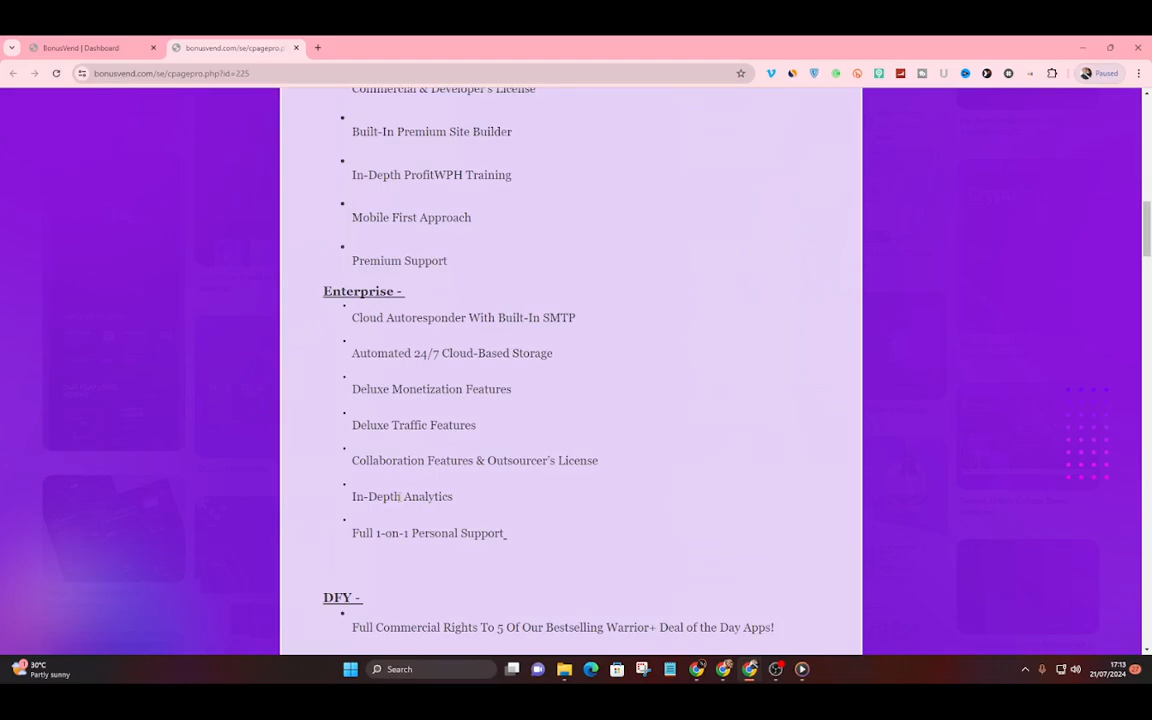 BonusVend | Dashboard
bonusvend.com/se/cpagepro.p
bonusvend.com/se/cpagepro.php?id=225
Paused
Commercial & Developer's License
Built-In Premium Site Builder
In-Depth ProfitWPH Training
Mobile First Approach
Premium Support
Enterprise -
Cloud Autoresponder With Built-In SMTP
Automated 24/7 Cloud-Based Storage
Deluxe Monetization Features
Deluxe Traffic Features
Collaboration Features & Outsourcer's License
In-Depth Analytics
Full 1-on-1 Personal Support
DFY -
Full Commercial Rights To 5 Of Our Bestselling Warrior+ Deal of the Day Apps!
30°C
Partly sunny
Search
17:13
21/07/2024